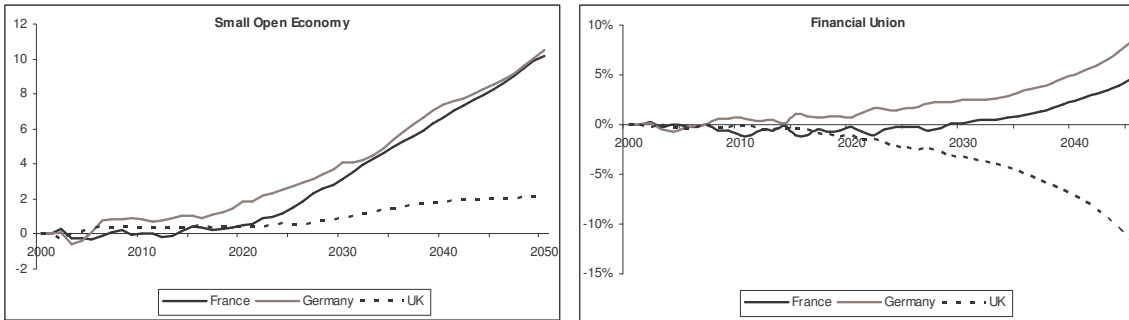 Small Open Economy
12
10
8
6
4
2
0
-2
2000 2010 2020 2030 2040 2050
France Germany UK
Financial Union
10%
5%
0%
-5%
-10%
-15%
2000 2010 2020 2030 2040
France Germany UK